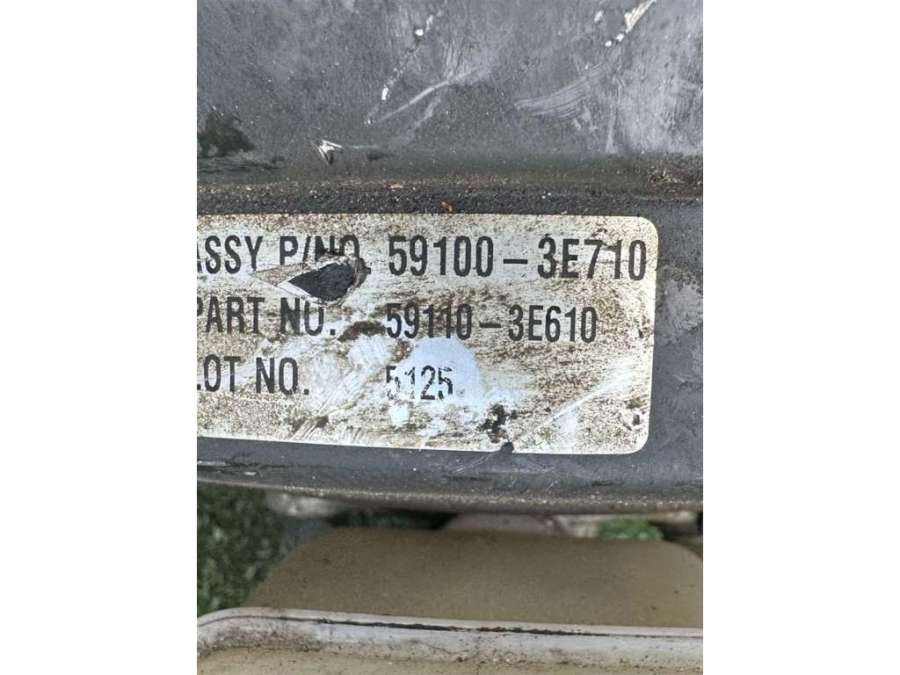 ASSY P/NO. 59100-3E710
PART NO. 59110-3E610
LOT NO. 5125